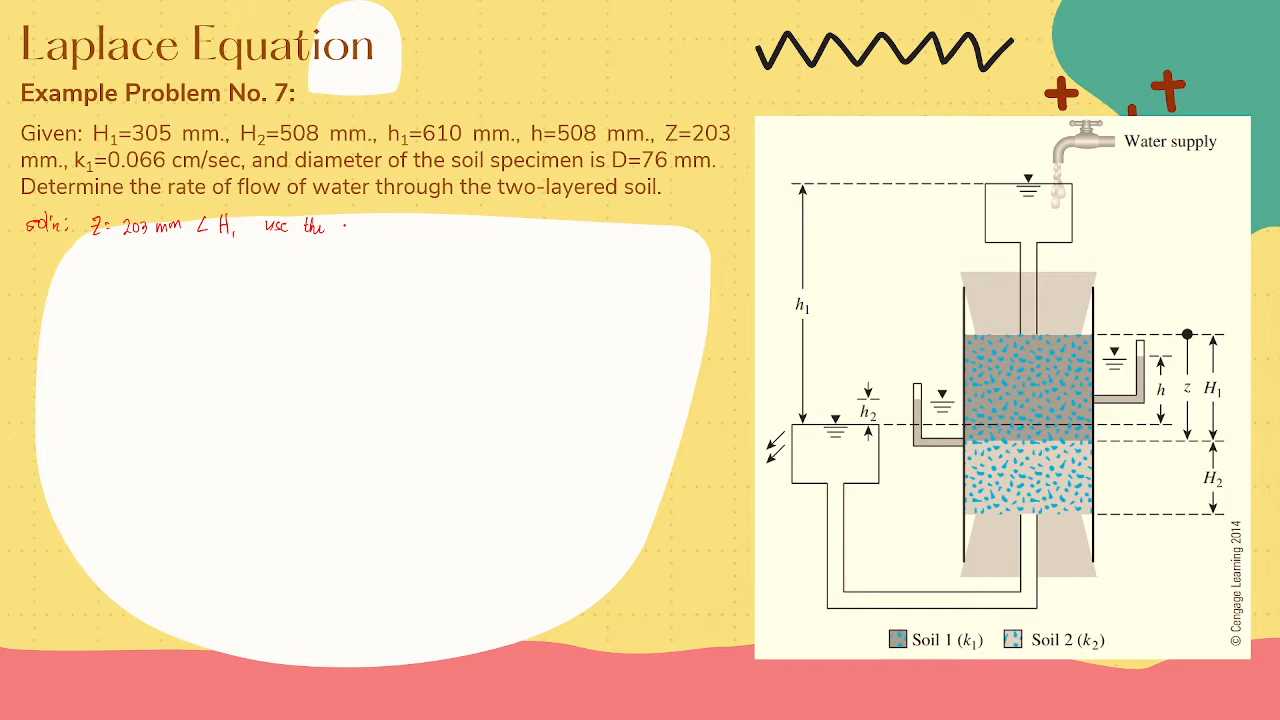 Laplace Equation
Example Problem No. 7:
Given: H₁=305 mm., H₂=508 mm., h₁=610 mm., h=508 mm., Z=203
mm., k₁=0.066 cm/sec, and diameter of the soil specimen is D=76 mm.
Determine the rate of flow of water through the two-layered soil.
sol'n: Z= 203 mm < H₁ use the
Water supply
h₁
h₂
h
z
H₁
H₂
© Cengage Learning 2014
Soil 1 (k₁)
Soil 2 (k₂)